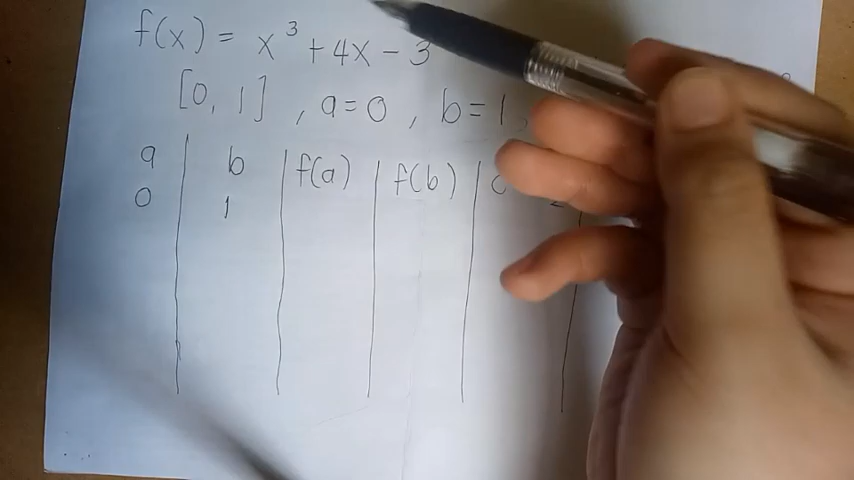 f(x) = x³ + 4x - 3
[0, 1] , a=0 , b=1
a b f(a) f(b)
0 1